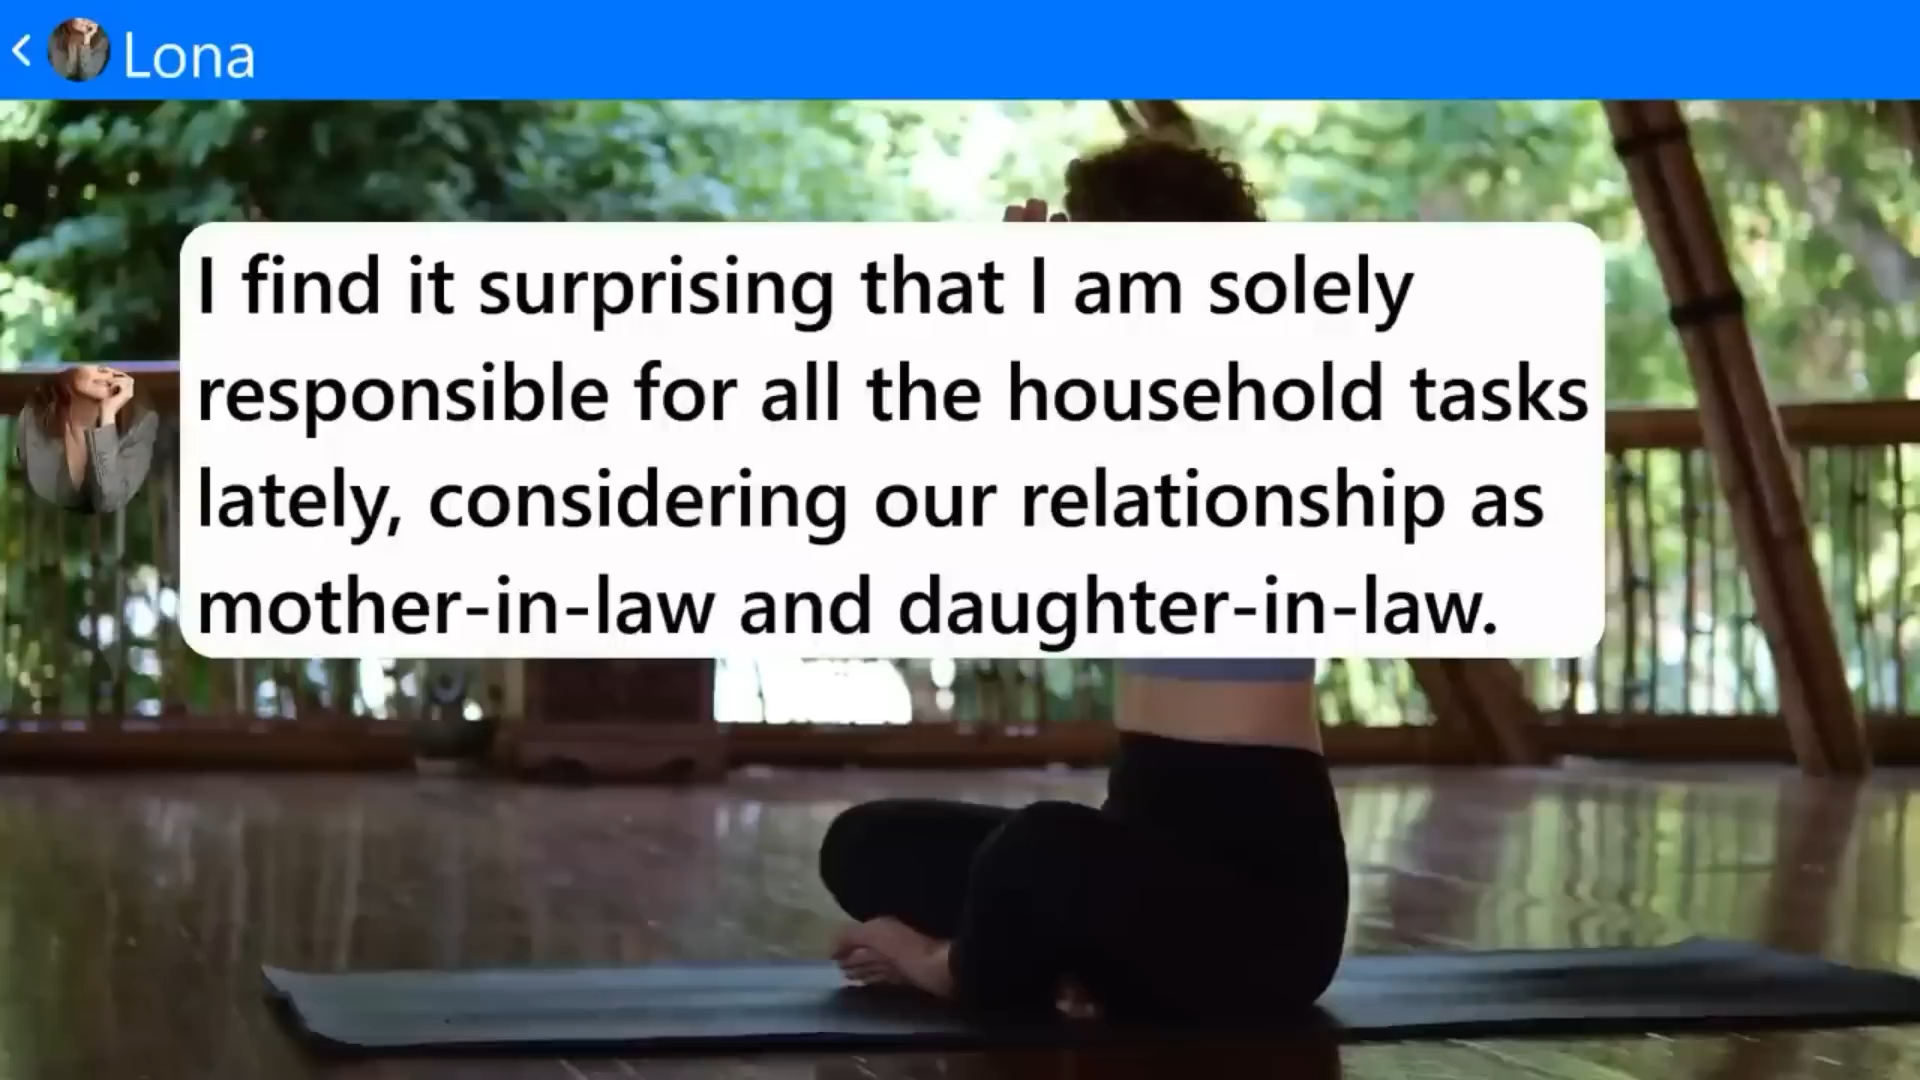 Lona
I find it surprising that I am solely
responsible for all the household tasks
lately, considering our relationship as
mother-in-law and daughter-in-law.